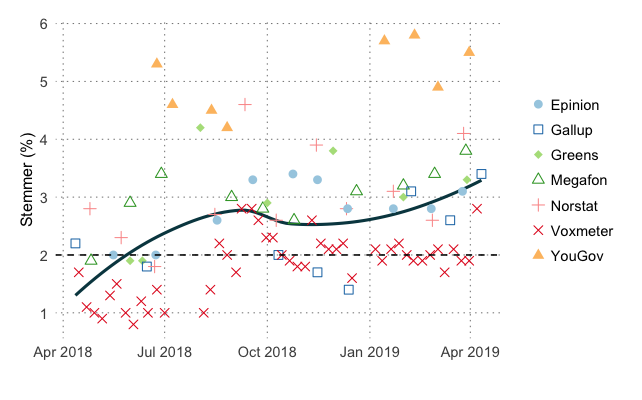 6
5
4
3
2
1
Stemmer (%)
Apr 2018
Jul 2018
Oct 2018
Jan 2019
Apr 2019
Epinion
Gallup
Greens
Megafon
Norstat
Voxmeter
YouGov